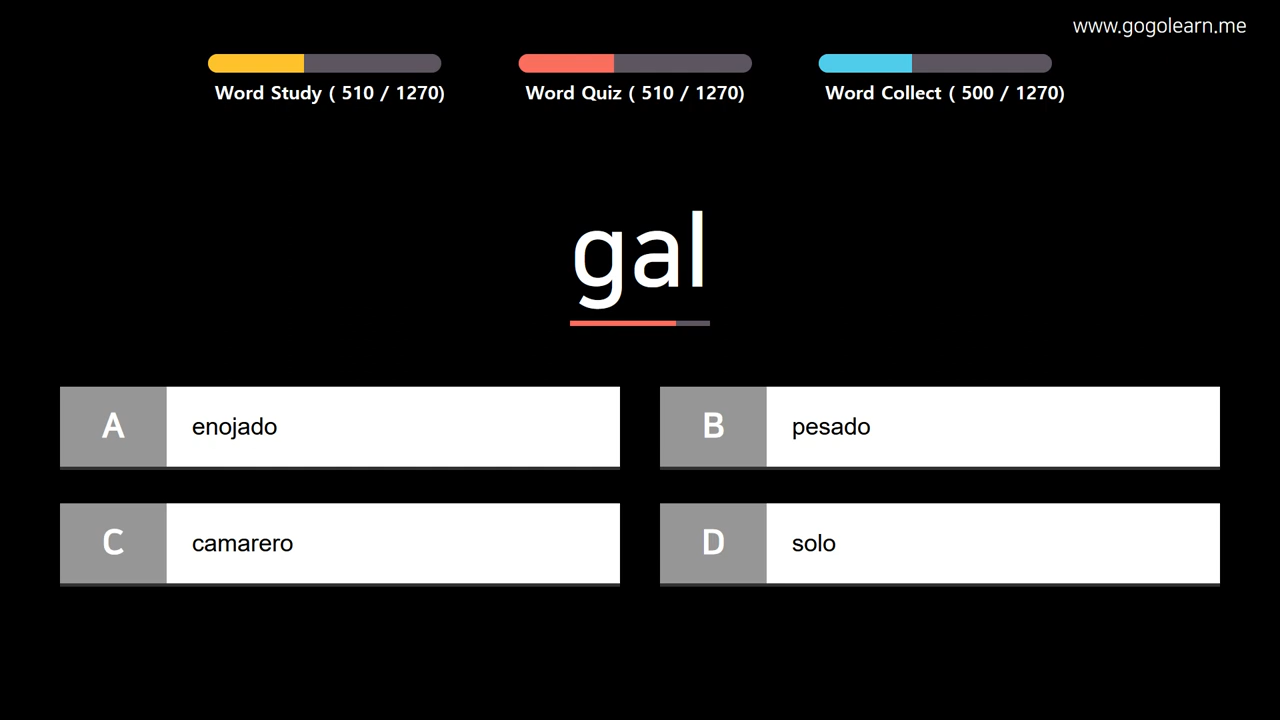 www.gogolearn.me
Word Study ( 510 / 1270)
Word Quiz ( 510 / 1270)
Word Collect ( 500 / 1270)
gal
A enojado
B pesado
C camarero
D solo